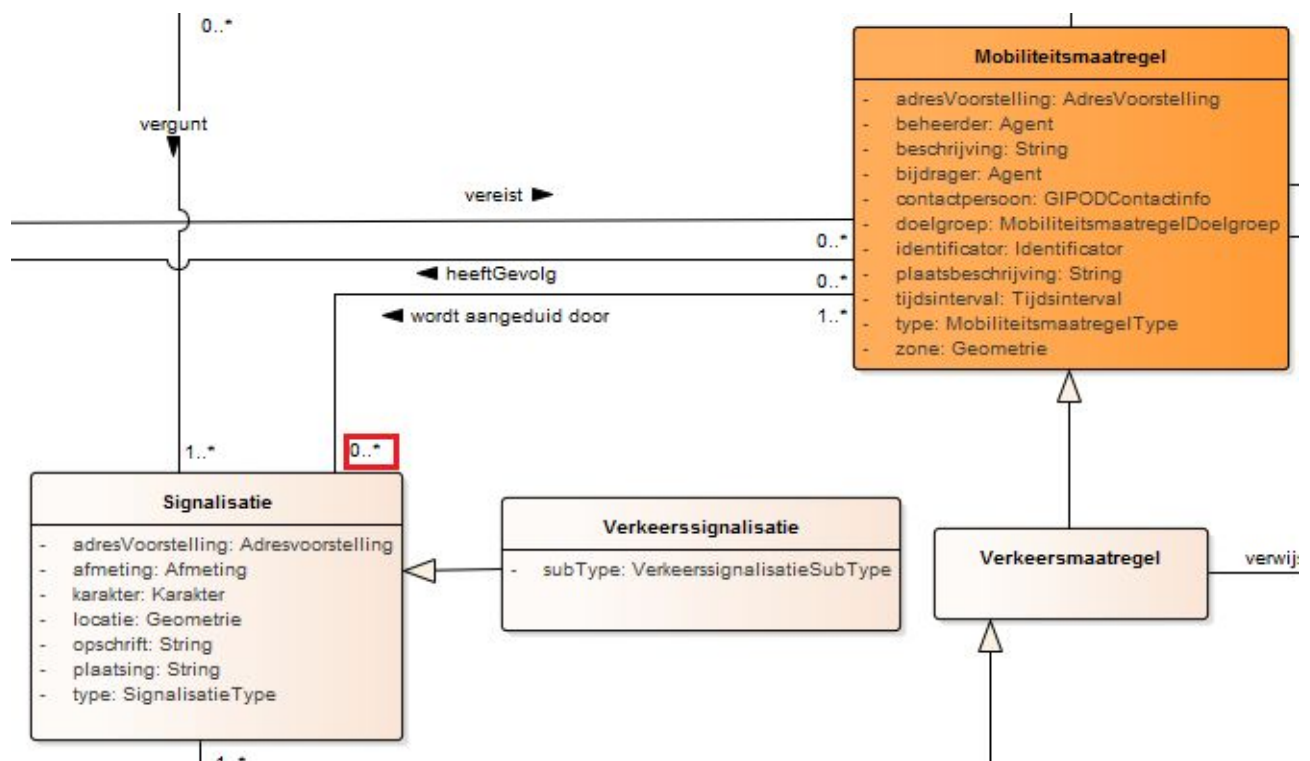 0..*
Mobiliteitsmaatregel
- adresVoorstelling: AdresVoorstelling
- beheerder: Agent
- beschrijving: String
- bijdrager: Agent
- contactpersoon: GIPODContactinfo
- doelgroep: MobiliteitsmaatregelDoelgroep
- identificator: Identificator
- plaatsbeschrijving: String
- tijdsinterval: Tijdsinterval
- type: MobiliteitsmaatregelType
- zone: Geometrie
vergunt
vereist
0..*
heeftGevolg
0..*
wordt aangeduid door
1..*
1..*
0..*
Signalisatie
- adresVoorstelling: Adresvoorstelling
- afmeting: Afmeting
- karakter: Karakter
- locatie: Geometrie
- opschrift: String
- plaatsing: String
- type: SignalisatieType
Verkeerssignalisatie
- subType: VerkeerssignalisatieSubType
Verkeersmaatregel
verwijs
1..*